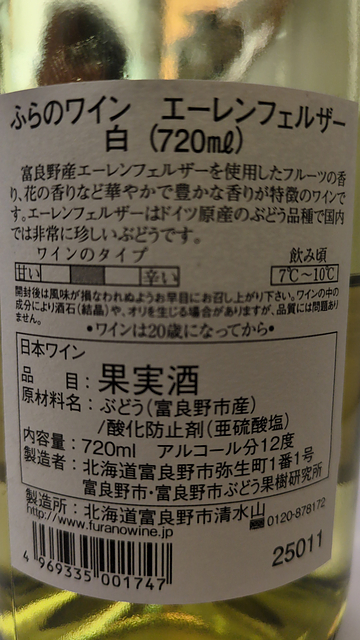 ふらのワイン エーレンフェルザー
白（720mℓ）
富良野産エーレンフェルザーを使用したフルーツの香
り、花の香りなど華やかで豊かな香りが特徴のワインで
す。エーレンフェルザーはドイツ原産のぶどう品種で国内
では非常に珍しいぶどうです。
ワインのタイプ 飲み頃
甘い 辛い 7℃～10℃
開封後は風味が損なわれぬようお早目にお召し上がり下さい。ワインの中の
成分により酒石(結晶)や、オリを生じる場合がありますが、品質には問題あり
ません。
•ワインは20歳になってから•
日本ワイン
品 目：果実酒
原材料名：ぶどう（富良野市産）
/酸化防止剤（亜硫酸塩）
内容量：720ml アルコール分12度
製造者：北海道富良野市弥生町1番1号
富良野市・富良野市ぶどう果樹研究所
製造所：北海道富良野市清水山
http://www.furanowine.jp 0120-878172
4 969335 001747
25011